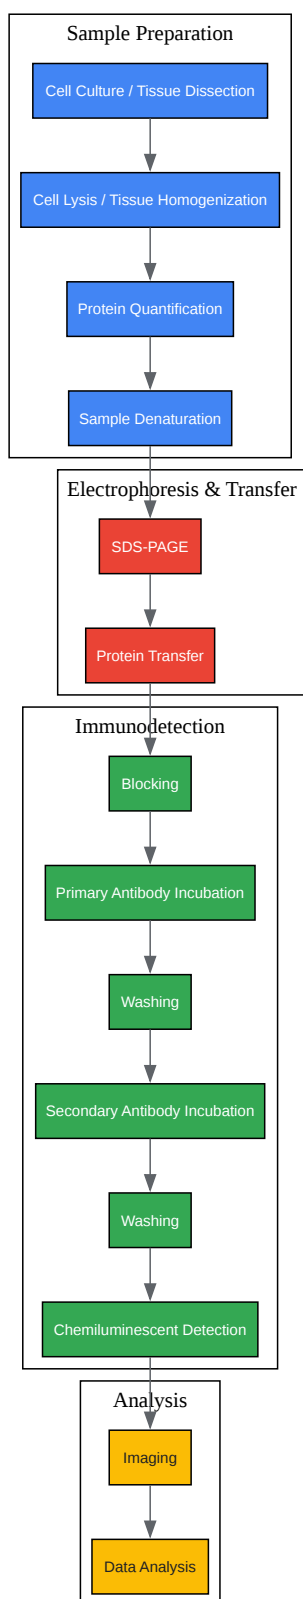 Sample Preparation
Cell Culture / Tissue Dissection
Cell Lysis / Tissue Homogenization
Protein Quantification
Sample Denaturation
Electrophoresis & Transfer
SDS-PAGE
Protein Transfer
Immunodetection
Blocking
Primary Antibody Incubation
Washing
Secondary Antibody Incubation
Washing
Chemiluminescent Detection
Analysis
Imaging
Data Analysis